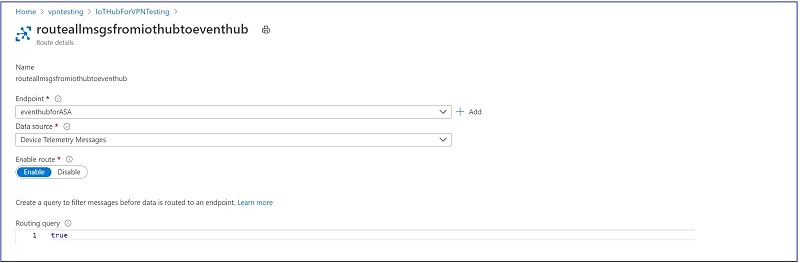 Home > vpntesting > IoTHubForVPNTesting >
routeallmsgsfromiothubtoeventhub
Route details
Name
routeallmsgsfromiothubtoeventhub
Endpoint *
eventhubforASA
+ Add
Data source *
Device Telemetry Messages
Enable route *
Enable Disable
Create a query to filter messages before data is routed to an endpoint. Learn more
Routing query
1 true